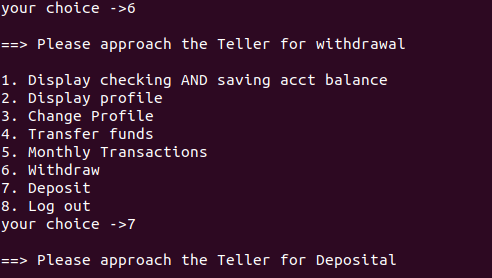 your choice ->6
==> Please approach the Teller for withdrawal
1. Display checking AND saving acct balance
2. Display profile
3. Change Profile
4. Transfer funds
5. Monthly Transactions
6. Withdraw
7. Deposit
8. Log out
your choice ->7
==> Please approach the Teller for Deposital